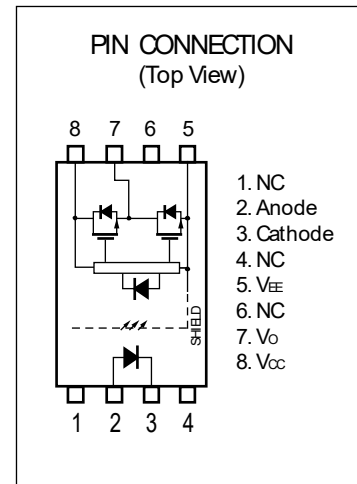 PIN CONNECTION
(Top View)
8 7 6 5
1. NC
2. Anode
3. Cathode
4. NC
5. VEE
6. NC
7. VO
8. VCC
SHIELD
1 2 3 4